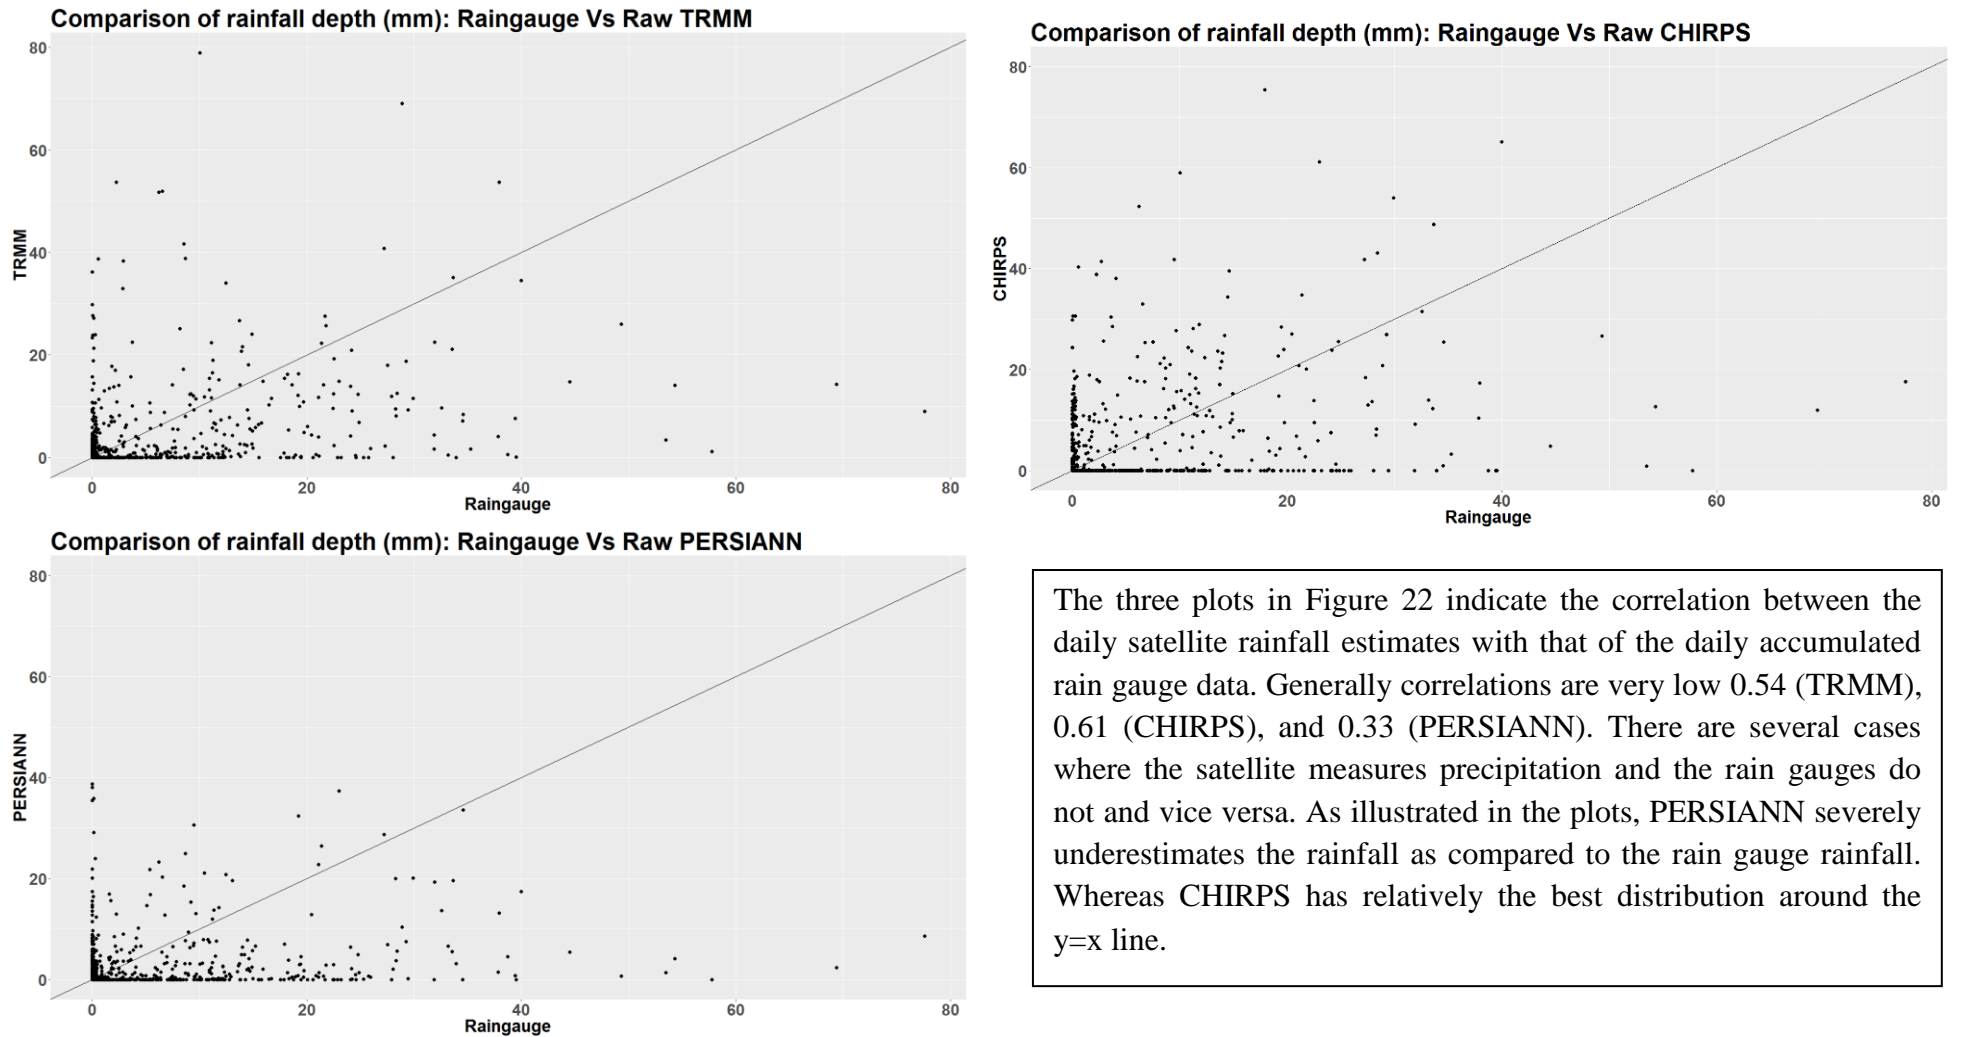 Comparison of rainfall depth (mm): Raingauge Vs Raw TRMM
80
60
40
20
0
TRMM
0 20 40 60 80
Raingauge
Comparison of rainfall depth (mm): Raingauge Vs Raw CHIRPS
80
60
40
20
0
CHIRPS
0 20 40 60 80
Raingauge
Comparison of rainfall depth (mm): Raingauge Vs Raw PERSIANN
80
60
40
20
0
PERSIANN
0 20 40 60 80
Raingauge
The three plots in Figure 22 indicate the correlation between the
daily satellite rainfall estimates with that of the daily accumulated
rain gauge data. Generally correlations are very low 0.54 (TRMM),
0.61 (CHIRPS), and 0.33 (PERSIANN). There are several cases
where the satellite measures precipitation and the rain gauges do
not and vice versa. As illustrated in the plots, PERSIANN severely
underestimates the rainfall as compared to the rain gauge rainfall.
Whereas CHIRPS has relatively the best distribution around the
y=x line.